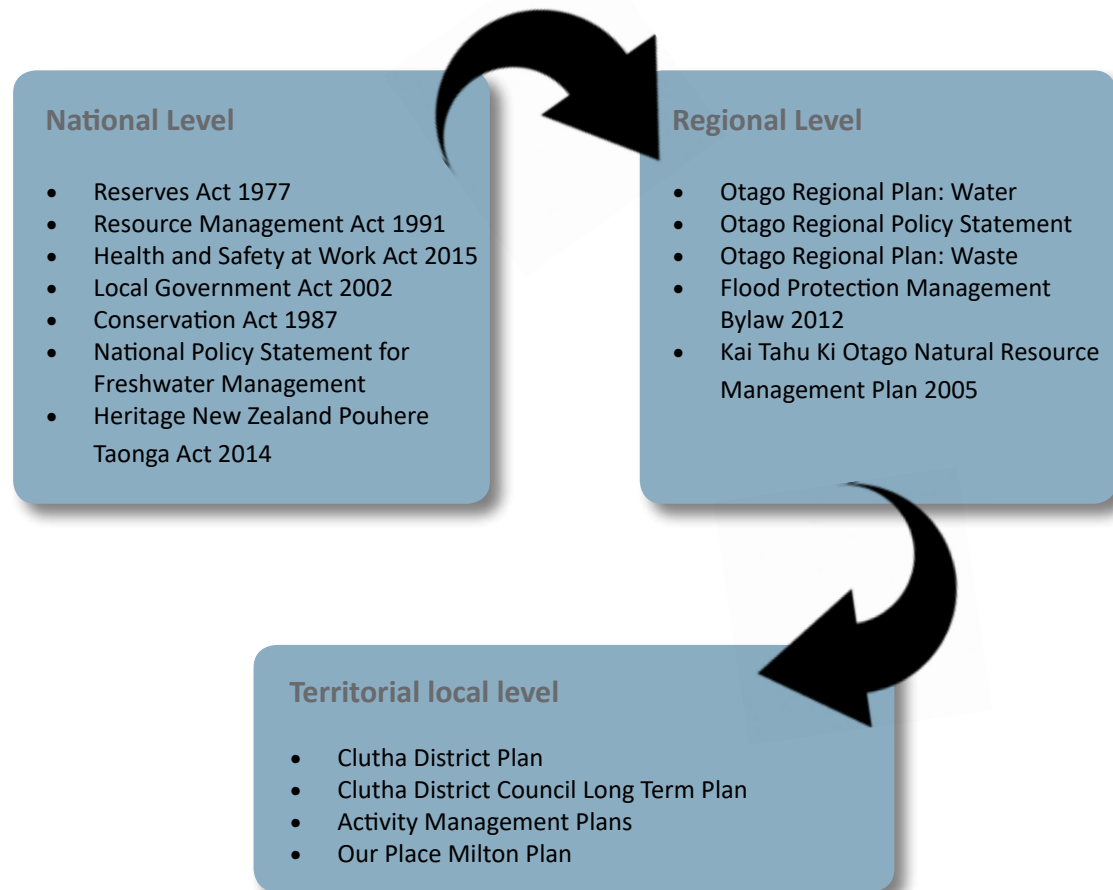 National Level
• Reserves Act 1977
• Resource Management Act 1991
• Health and Safety at Work Act 2015
• Local Government Act 2002
• Conservation Act 1987
• National Policy Statement for
Freshwater Management
• Heritage New Zealand Pouhere
Taonga Act 2014
Regional Level
• Otago Regional Plan: Water
• Otago Regional Policy Statement
• Otago Regional Plan: Waste
• Flood Protection Management
Bylaw 2012
• Kai Tahu Ki Otago Natural Resource
Management Plan 2005
Territorial local level
• Clutha District Plan
• Clutha District Council Long Term Plan
• Activity Management Plans
• Our Place Milton Plan